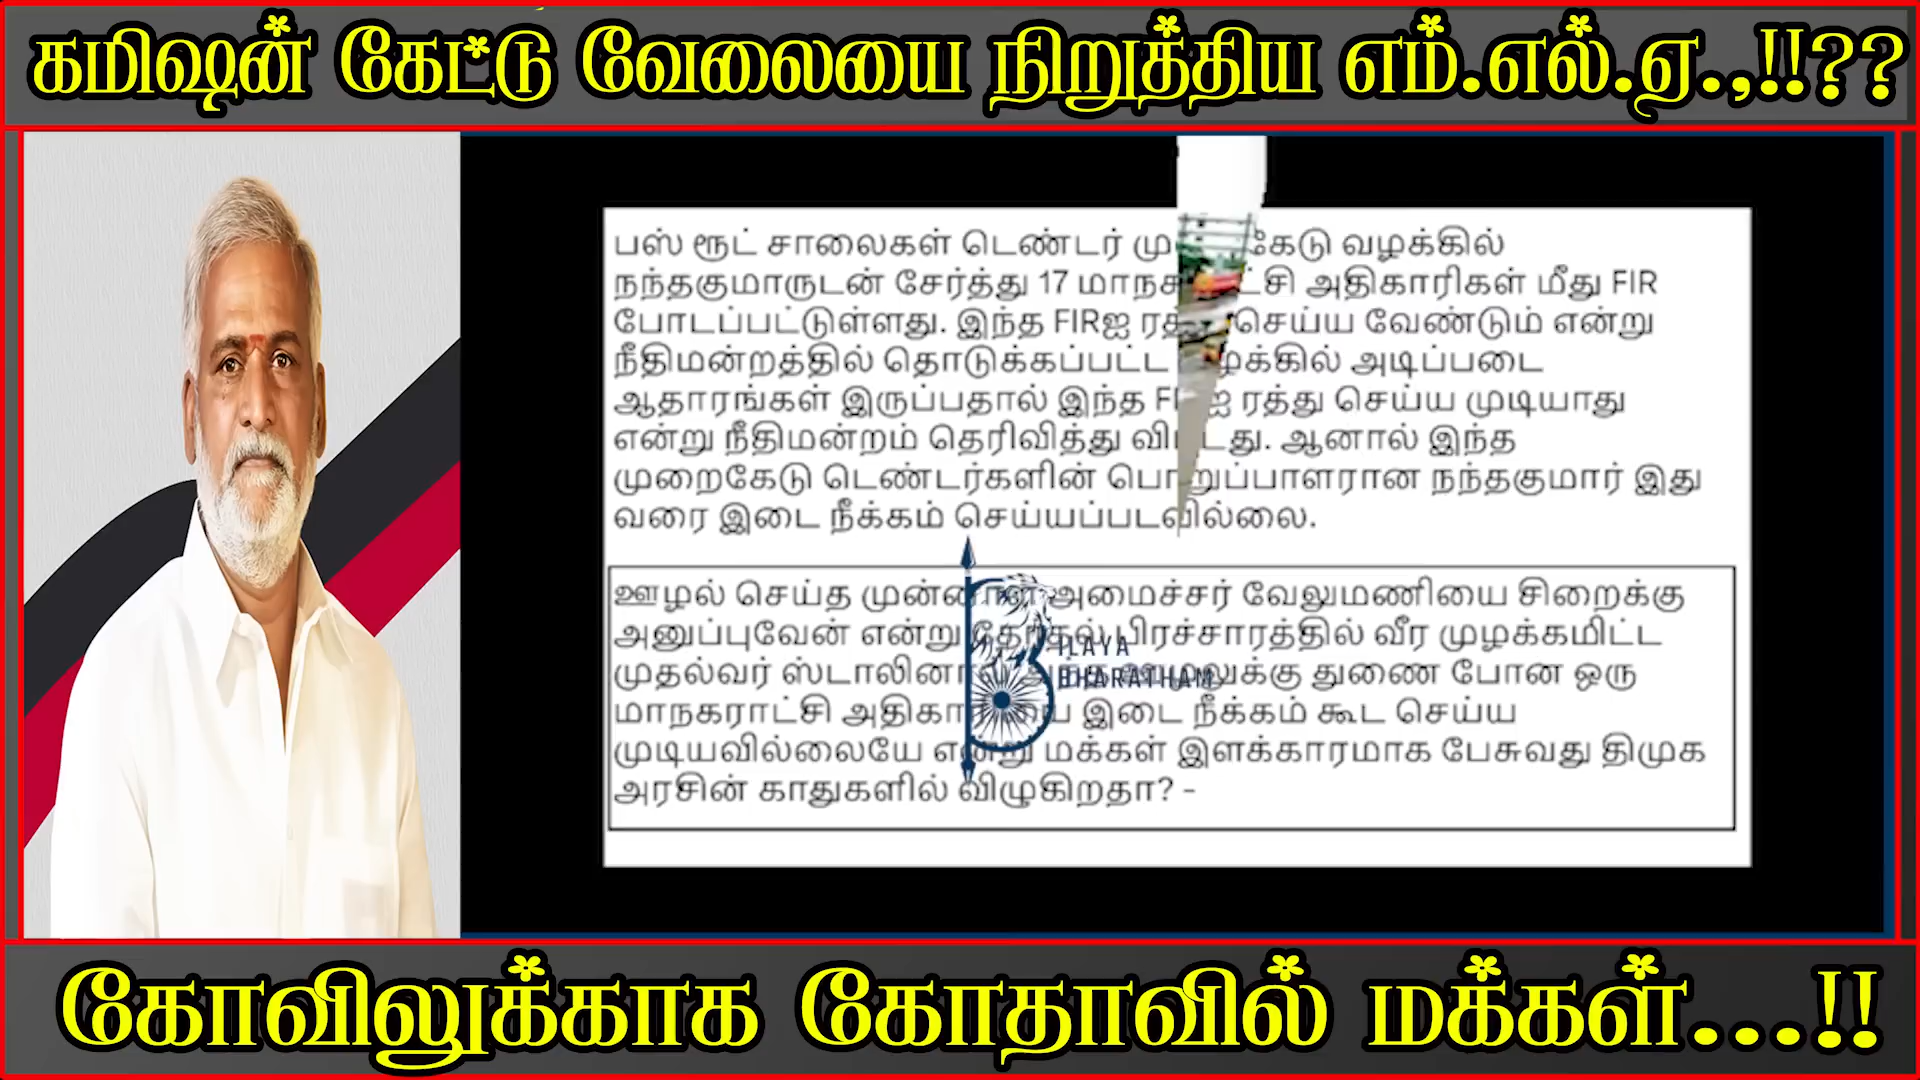 கமிஷன் கேட்டு வேலையை நிறுத்திய எம்.எல்.ஏ.,!!??
பஸ் ரூட் சாலைகள் டெண்டர் வழக்கில்
நந்தகுமாருடன் சேர்த்து 17 அதிகாரிகள் மீது FIR
போடப்பட்டுள்ளது. இந்த FIRஐ செய்ய வேண்டும் என்று
நீதிமன்றத்தில் தொடுக்கப்பட்ட அடிப்படை
ஆதாரங்கள் இருப்பதால் இந்த ரத்து செய்ய முடியாது
என்று நீதிமன்றம் தெரிவித்து ஆனால் இந்த
முறைகேடு டெண்டர்களின் பொறுப்பாளரான நந்தகுமார் இது
வரை இடை நீக்கம் செய்யப்படவில்லை.
ஊழல் செய்த முன்னாள் அமைச்சர் வேலுமணியை சிறைக்கு
அனுப்புவேன் என்று தேர்தல் பிரச்சாரத்தில் வீர முழக்கமிட்ட
முதல்வர் ஸ்டாலினால் துணை போன ஒரு
மாநகராட்சி இடை நீக்கம் கூட செய்ய
முடியவில்லையே என்று மக்கள் இளக்காரமாக பேசுவது திமுக
அரசின் காதுகளில் விழுகிறதா? -
ILAYA
BHARATHAM
கோவிலுக்காக கோதாவில் மக்கள்...!!